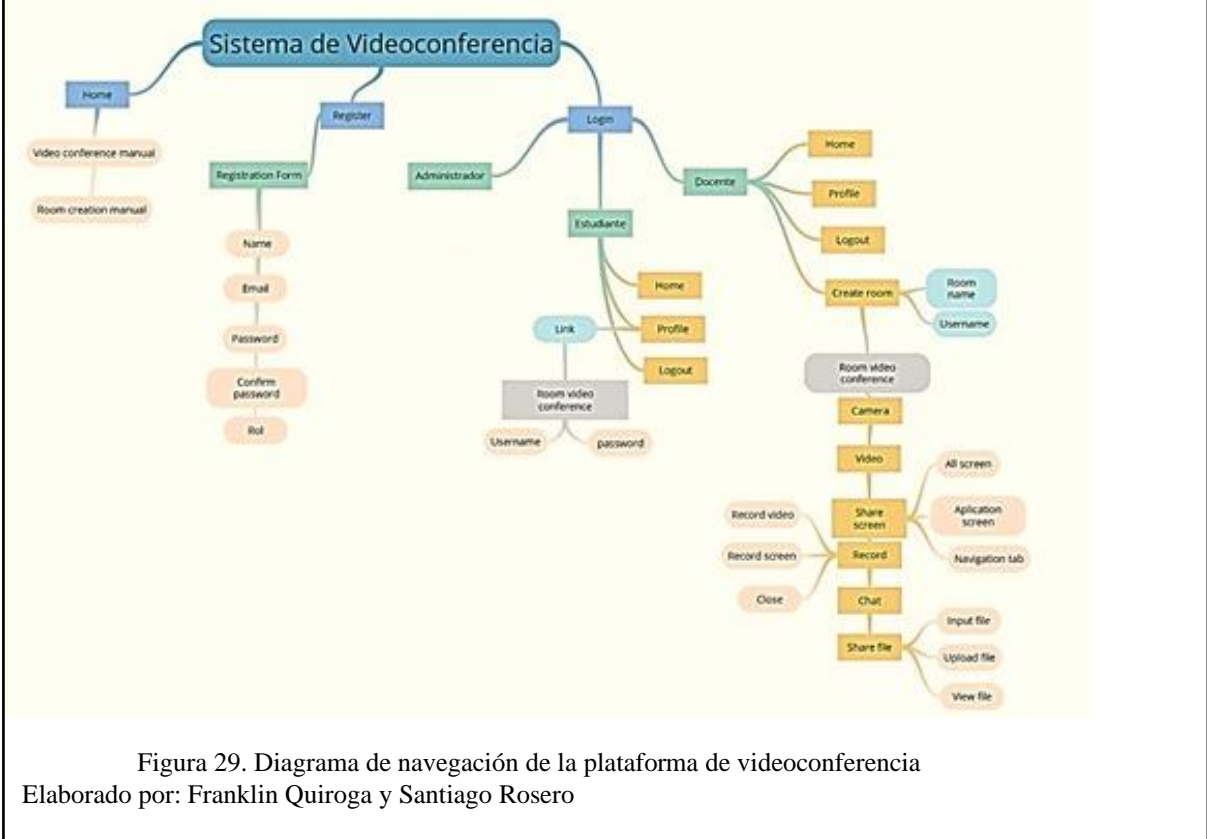 Sistema de Videoconferencia
Home
Video conference manual
Room creation manual
Register
Registration Form
Name
Email
Password
Confirm
password
Rol
Login
Administrador
Estudiante
Home
Profile
Logout
Link
Room video
conference
Username
password
Docente
Home
Profile
Logout
Create room
Room
name
Username
Room video
conference
Camera
Video
Share
screen
All screen
Aplication
screen
Navigation tab
Record
Record video
Record screen
Close
Chat
Share file
Input file
Upload file
View file
Figura 29. Diagrama de navegación de la plataforma de videoconferencia
Elaborado por: Franklin Quiroga y Santiago Rosero